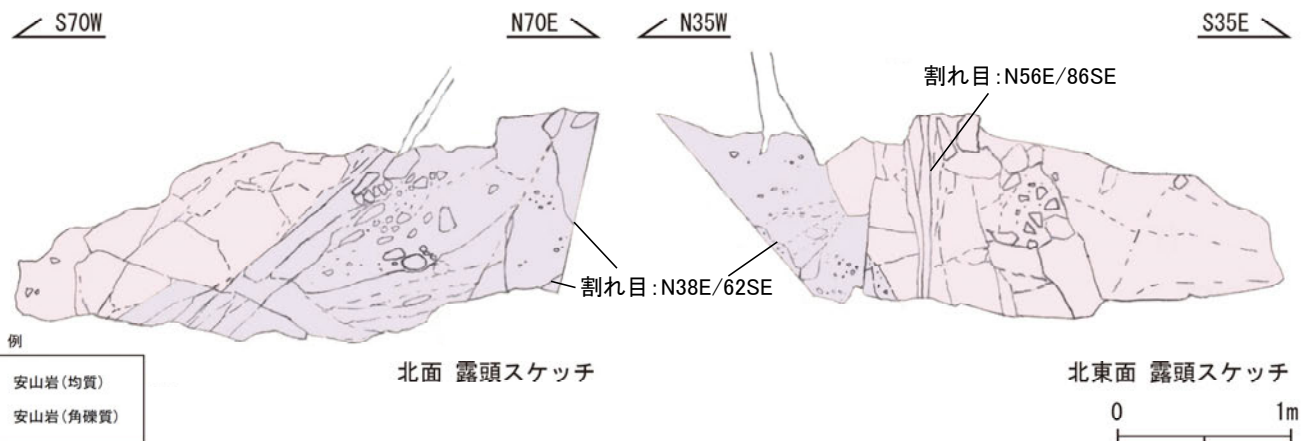 S70W
N70E
N35W
S35E
割れ目:N56E/86SE
割れ目:N38E/62SE
例
安山岩(均質)
安山岩(角礫質)
北面 露頭スケッチ
北東面 露頭スケッチ
0
1m